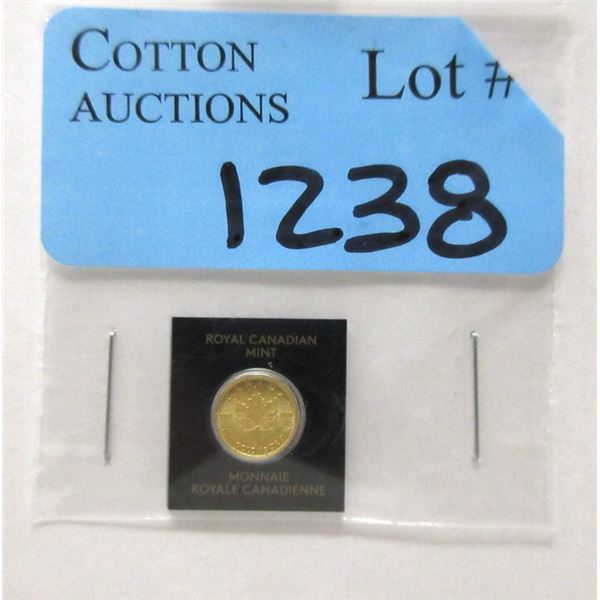 COTTON
AUCTIONS
Lot #
1238
ROYAL CANADIAN
MINT
MONNAIE
ROYALE CANADIENNE